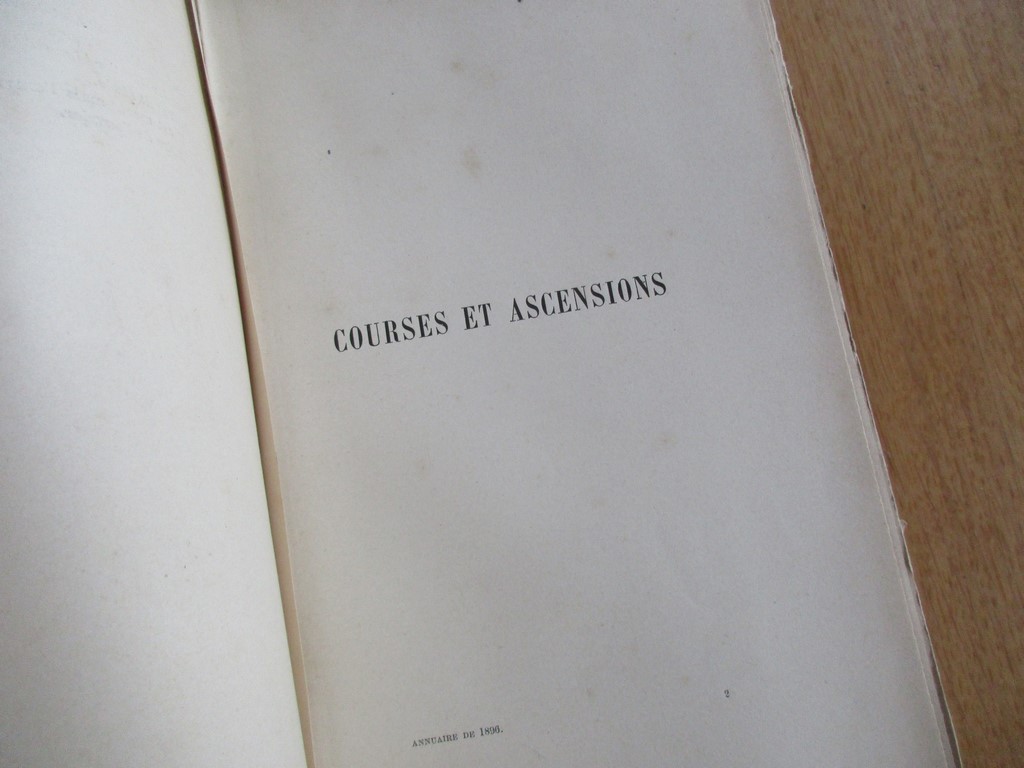 COURSES ET ASCENSIONS
ANNUAIRE DE 1896. 2